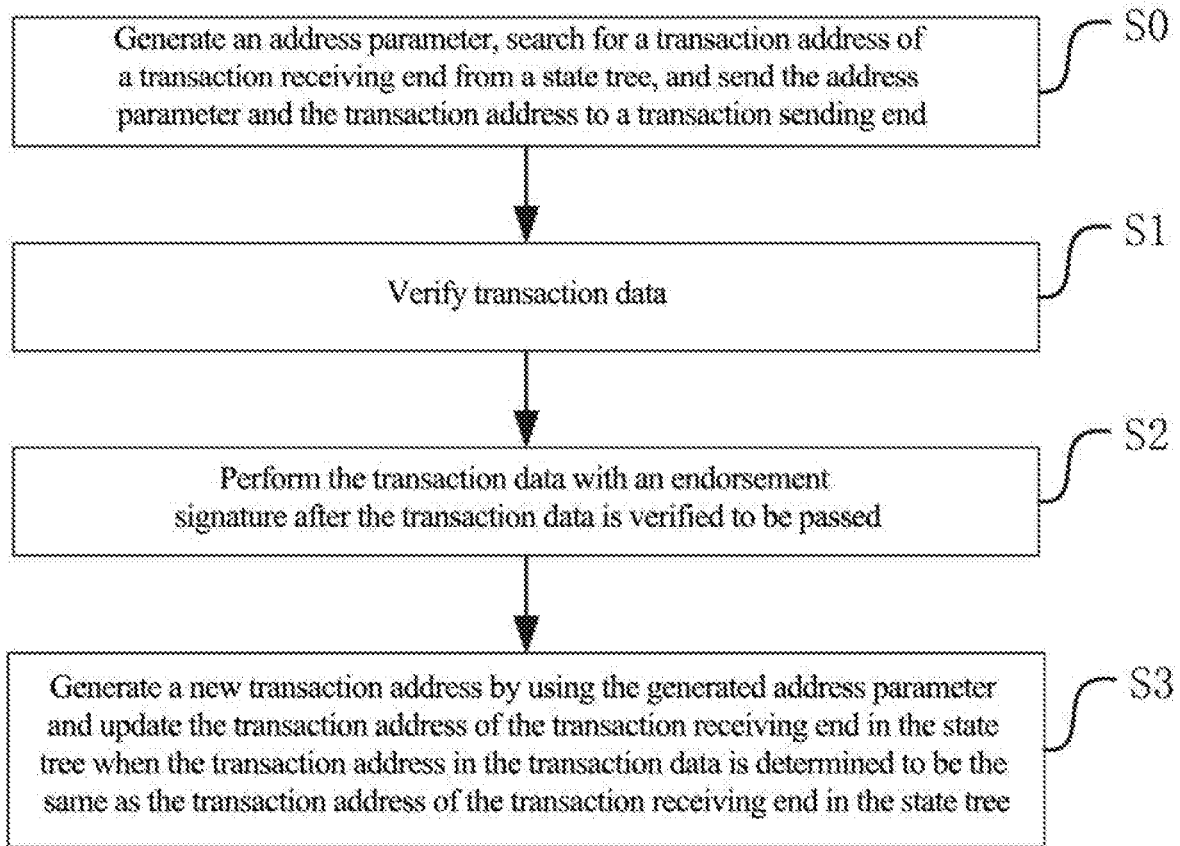 Generate an address parameter, search for a transaction address of
a transaction receiving end from a state tree, and send the address
parameter and the transaction address to a transaction sending end
S0
Verify transaction data
S1
Perform the transaction data with an endorsement
signature after the transaction data is verified to be passed
S2
Generate a new transaction address by using the generated address parameter
and update the transaction address of the transaction receiving end in the state
tree when the transaction address in the transaction data is determined to be the
same as the transaction address of the transaction receiving end in the state tree
S3